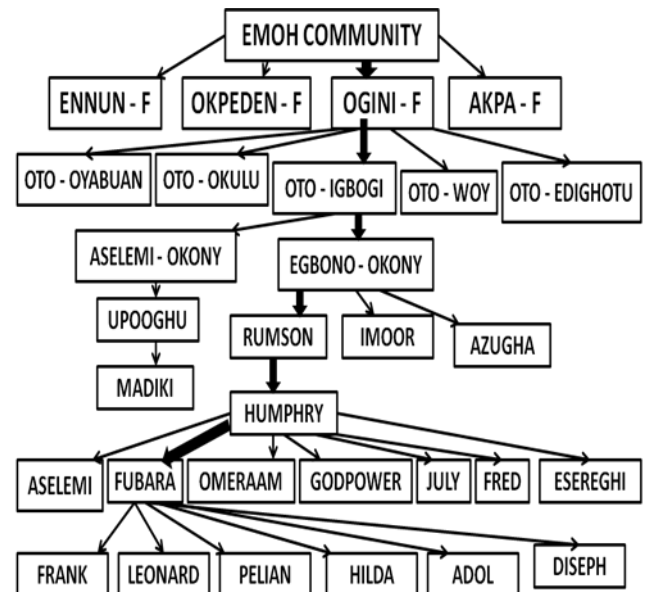 EMOH COMMUNITY
ENNUN - F
OKPEDEN - F
OGINI - F
AKPA - F
OTO - OYABUAN
OTO - OKULU
OTO - IGBOGI
OTO - WOY
OTO - EDIGHOTU
ASELEMI - OKONY
EGBONO - OKONY
UPOOGHU
RUMSON
IMOOR
AZUGHA
MADIKI
HUMPHRY
ASELEMI
FUBARA
OMERAAM
GODPOWER
JULY
FRED
ESEREGHI
FRANK
LEONARD
PELIAN
HILDA
ADOL
DISEPH